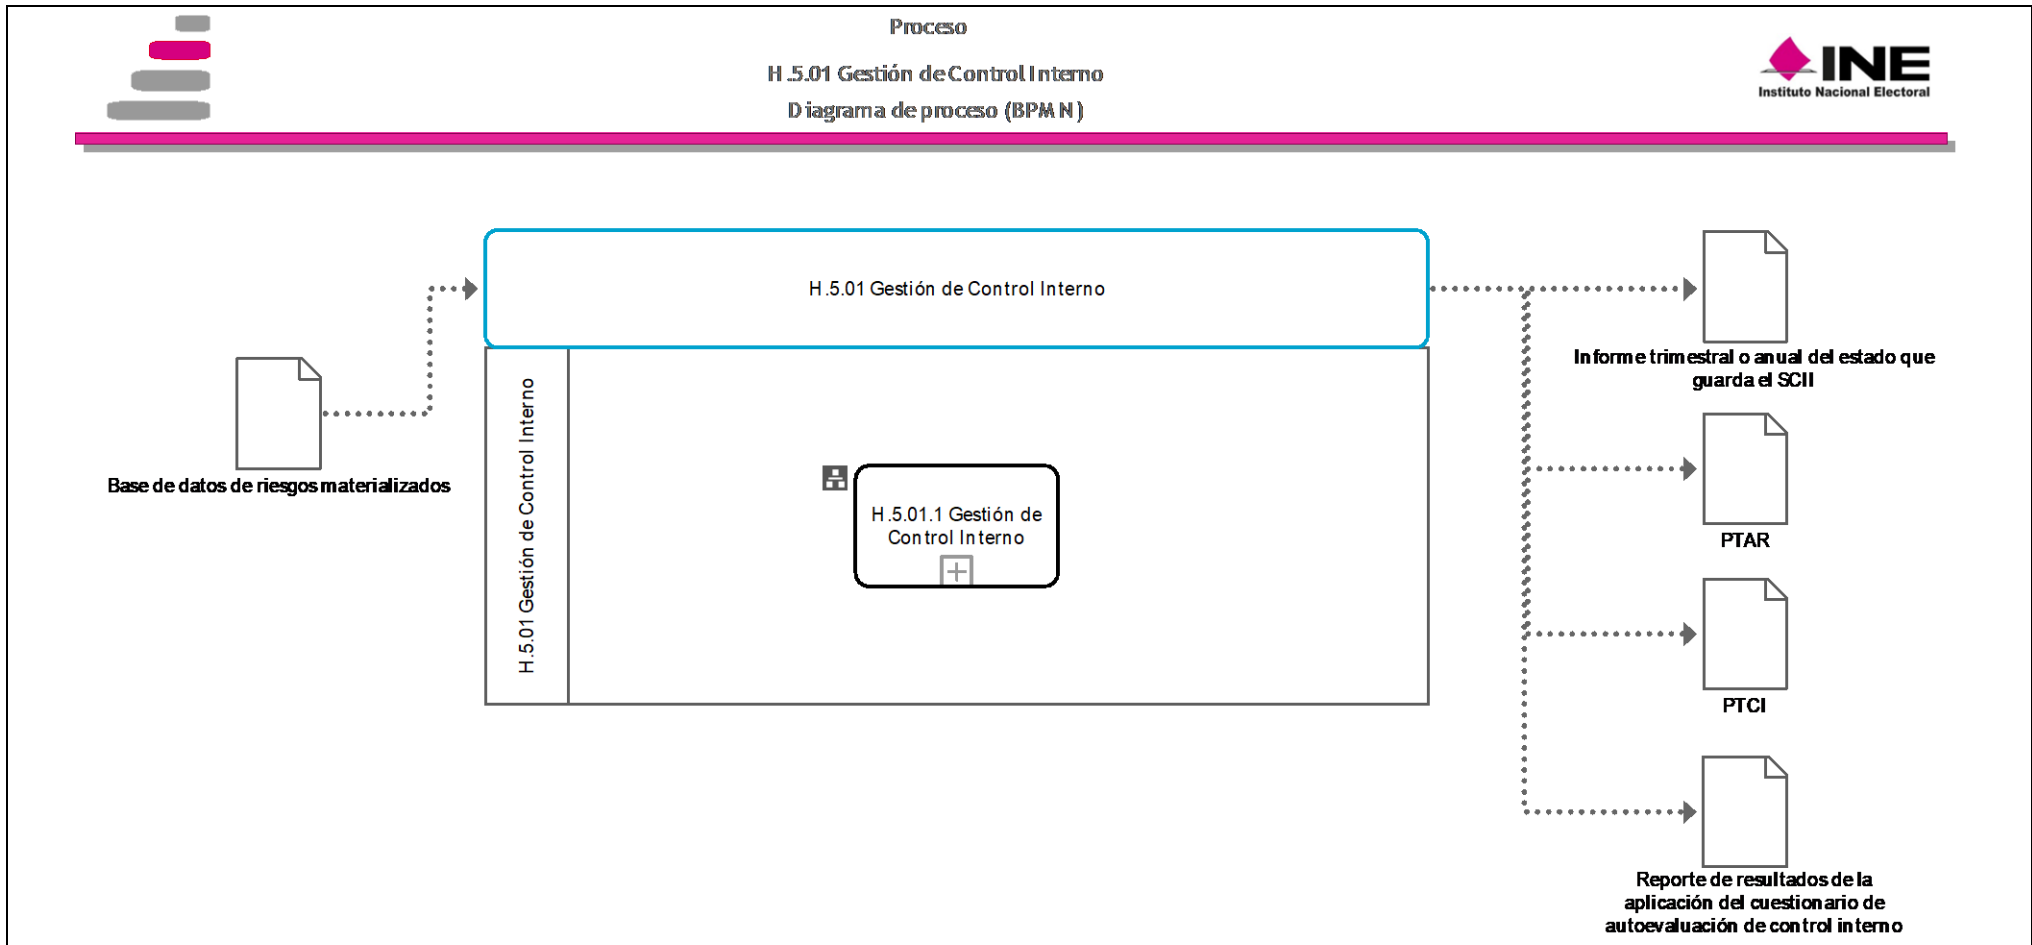 Proceso
H.5.01 Gestión de Control Interno
Diagrama de proceso (BPMN)
INE
Instituto Nacional Electoral
H.5.01 Gestión de Control Interno
Base de datos de riesgos materializados
H.5.01 Gestión de Control Interno
H.5.01.1 Gestión de
Control Interno
Informe trimestral o anual del estado que
guarda el SCII
PTAR
PTCI
Reporte de resultados de la
aplicación del cuestionario de
autoevaluación de control interno